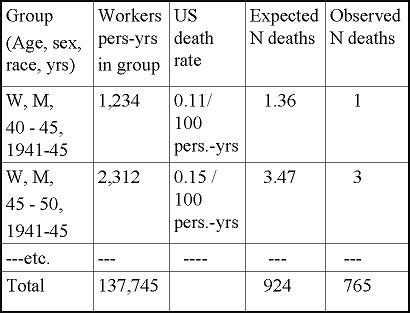 Group Workers US Expected Observed
(Age, sex, pers-yrs death N deaths N deaths
race, yrs) in group rate
W, M, 1,234 0.11/ 1.36 1
40 - 45, 100
1941-45 pers.-yrs
W, M, 2,312 0.15 / 3.47 3
45 - 50, 100
1941-45 pers.-yrs
---etc. --- ---- --- ---
Total 137,745 924 765